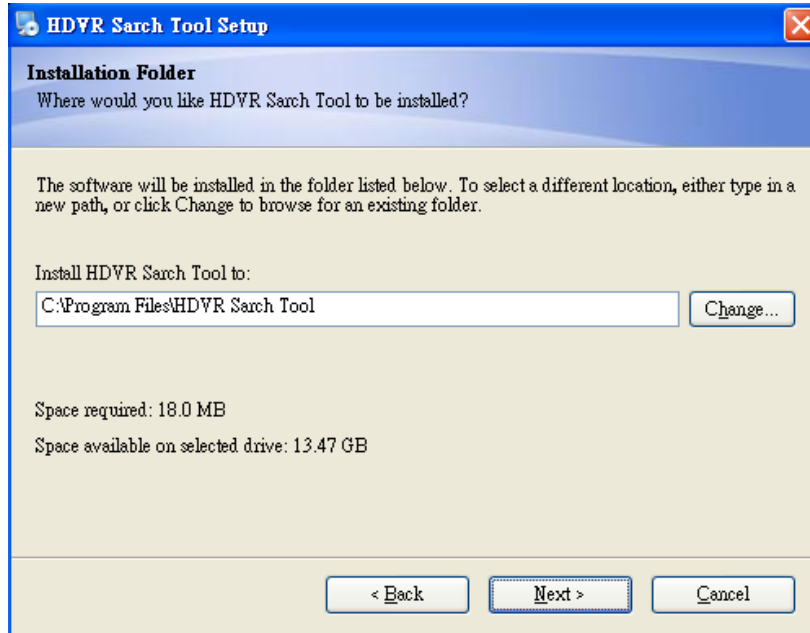 HDVR Sarch Tool Setup
Installation Folder
Where would you like HDVR Sarch Tool to be installed?
The software will be installed in the folder listed below. To select a different location, either type in a
new path, or click Change to browse for an existing folder.
Install HDVR Sarch Tool to:
C:\Program Files\HDVR Sarch Tool
Change...
Space required: 18.0 MB
Space available on selected drive: 13.47 GB
< Back
Next >
Cancel